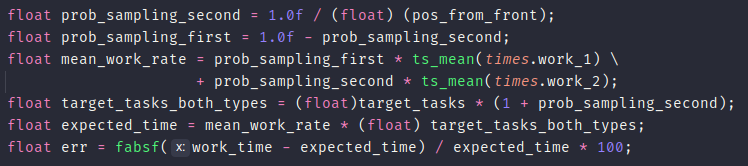 float prob_sampling_second = 1.0f / (float) (pos_from_front);
float prob_sampling_first = 1.0f - prob_sampling_second;
float mean_work_rate = prob_sampling_first * ts_mean(times.work_1) \
+ prob_sampling_second * ts_mean(times.work_2);
float target_tasks_both_types = (float)target_tasks * (1 + prob_sampling_second);
float expected_time = mean_work_rate * (float) target_tasks_both_types;
float err = fabsf( x: work_time - expected_time) / expected_time * 100;